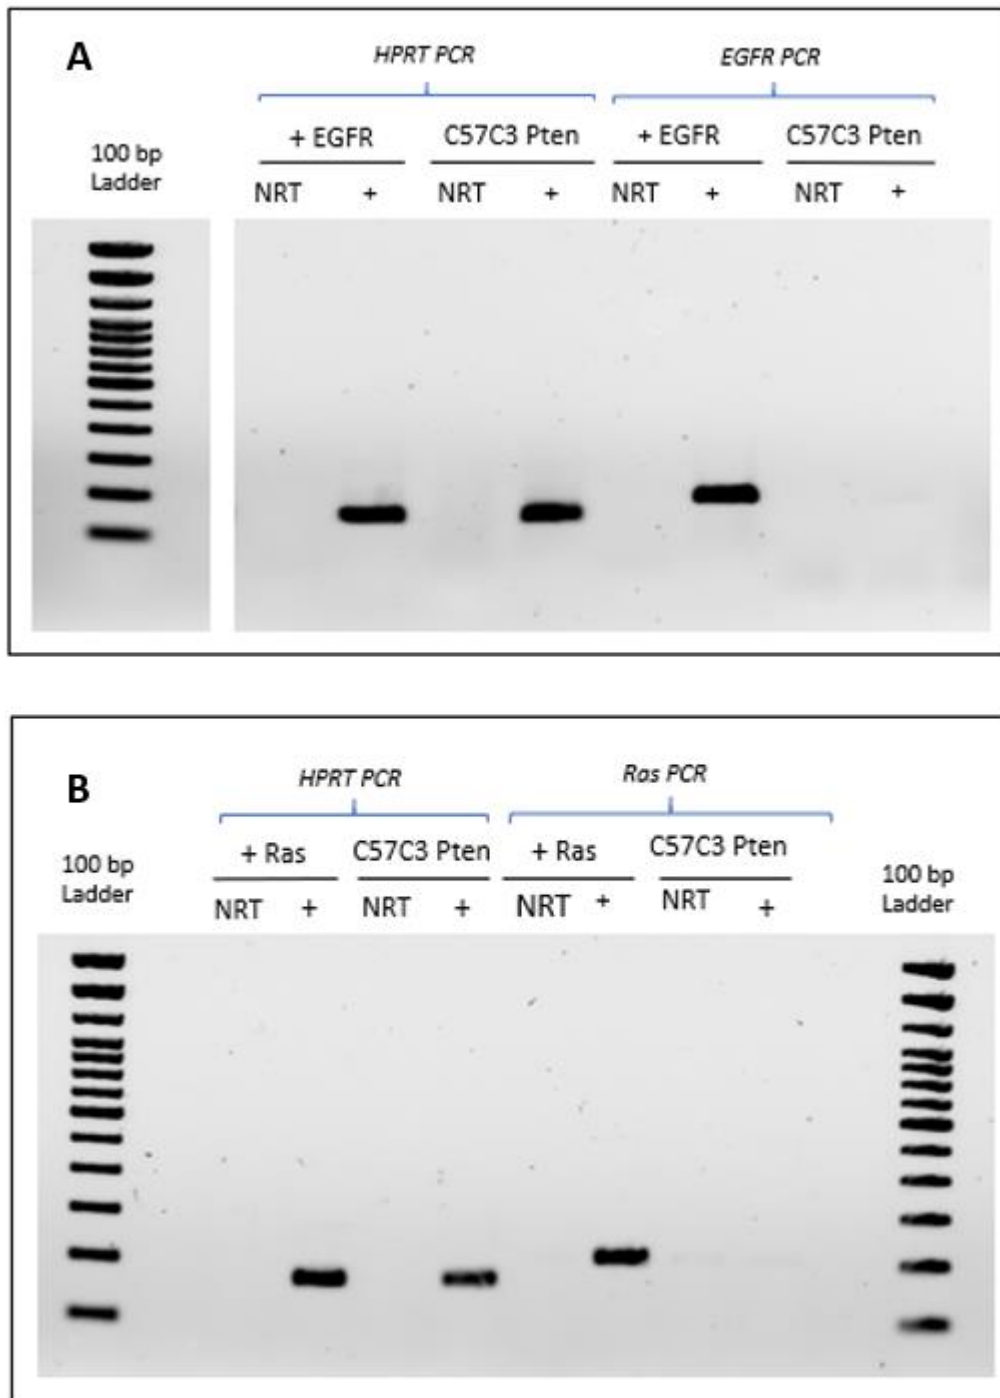 A
HPRT PCR EGFR PCR
100 bp
Ladder
+ EGFR C57C3 Pten + EGFR C57C3 Pten
NRT + NRT + NRT + NRT +
B
HPRT PCR Ras PCR
100 bp
Ladder
+ Ras C57C3 Pten + Ras C57C3 Pten
100 bp
Ladder
NRT + NRT + NRT + NRT +